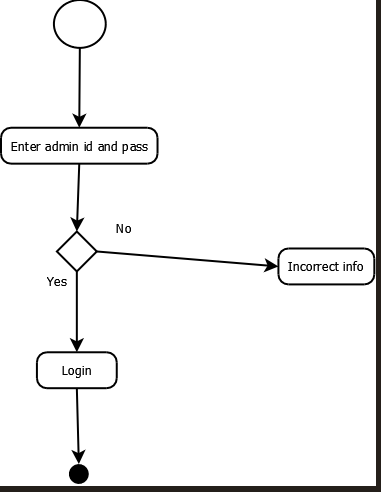 Enter admin id and pass
No
Incorrect info
Yes
Login